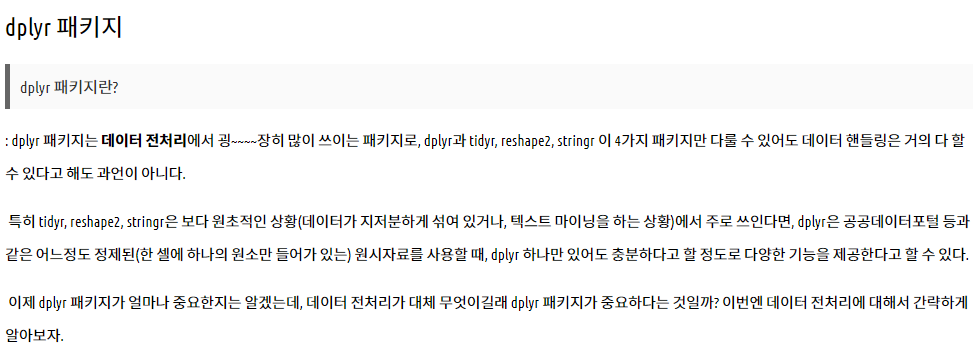 dplyr 패키지
dplyr 패키지란?
: dplyr 패키지는 데이터 전처리에서 굉~~~~장히 많이 쓰이는 패키지로, dplyr과 tidyr, reshape2, stringr 이 4가지 패키지만 다룰 수 있어도 데이터 핸들링은 거의 다 할
수 있다고 해도 과언이 아니다.
특히 tidyr, reshape2, stringr은 보다 원초적인 상황(데이터가 지저분하게 섞여 있거나, 텍스트 마이닝을 하는 상황)에서 주로 쓰인다면, dplyr은 공공데이터포털 등과
같은 어느정도 정제된(한 셀에 하나의 원소만 들어가 있는) 원시자료를 사용할 때, dplyr 하나만 있어도 충분하다고 할 정도로 다양한 기능을 제공한다고 할 수 있다.
이제 dplyr 패키지가 얼마나 중요한지는 알겠는데, 데이터 전처리가 대체 무엇이길래 dplyr 패키지가 중요하다는 것일까? 이번엔 데이터 전처리에 대해서 간략하게
알아보자.